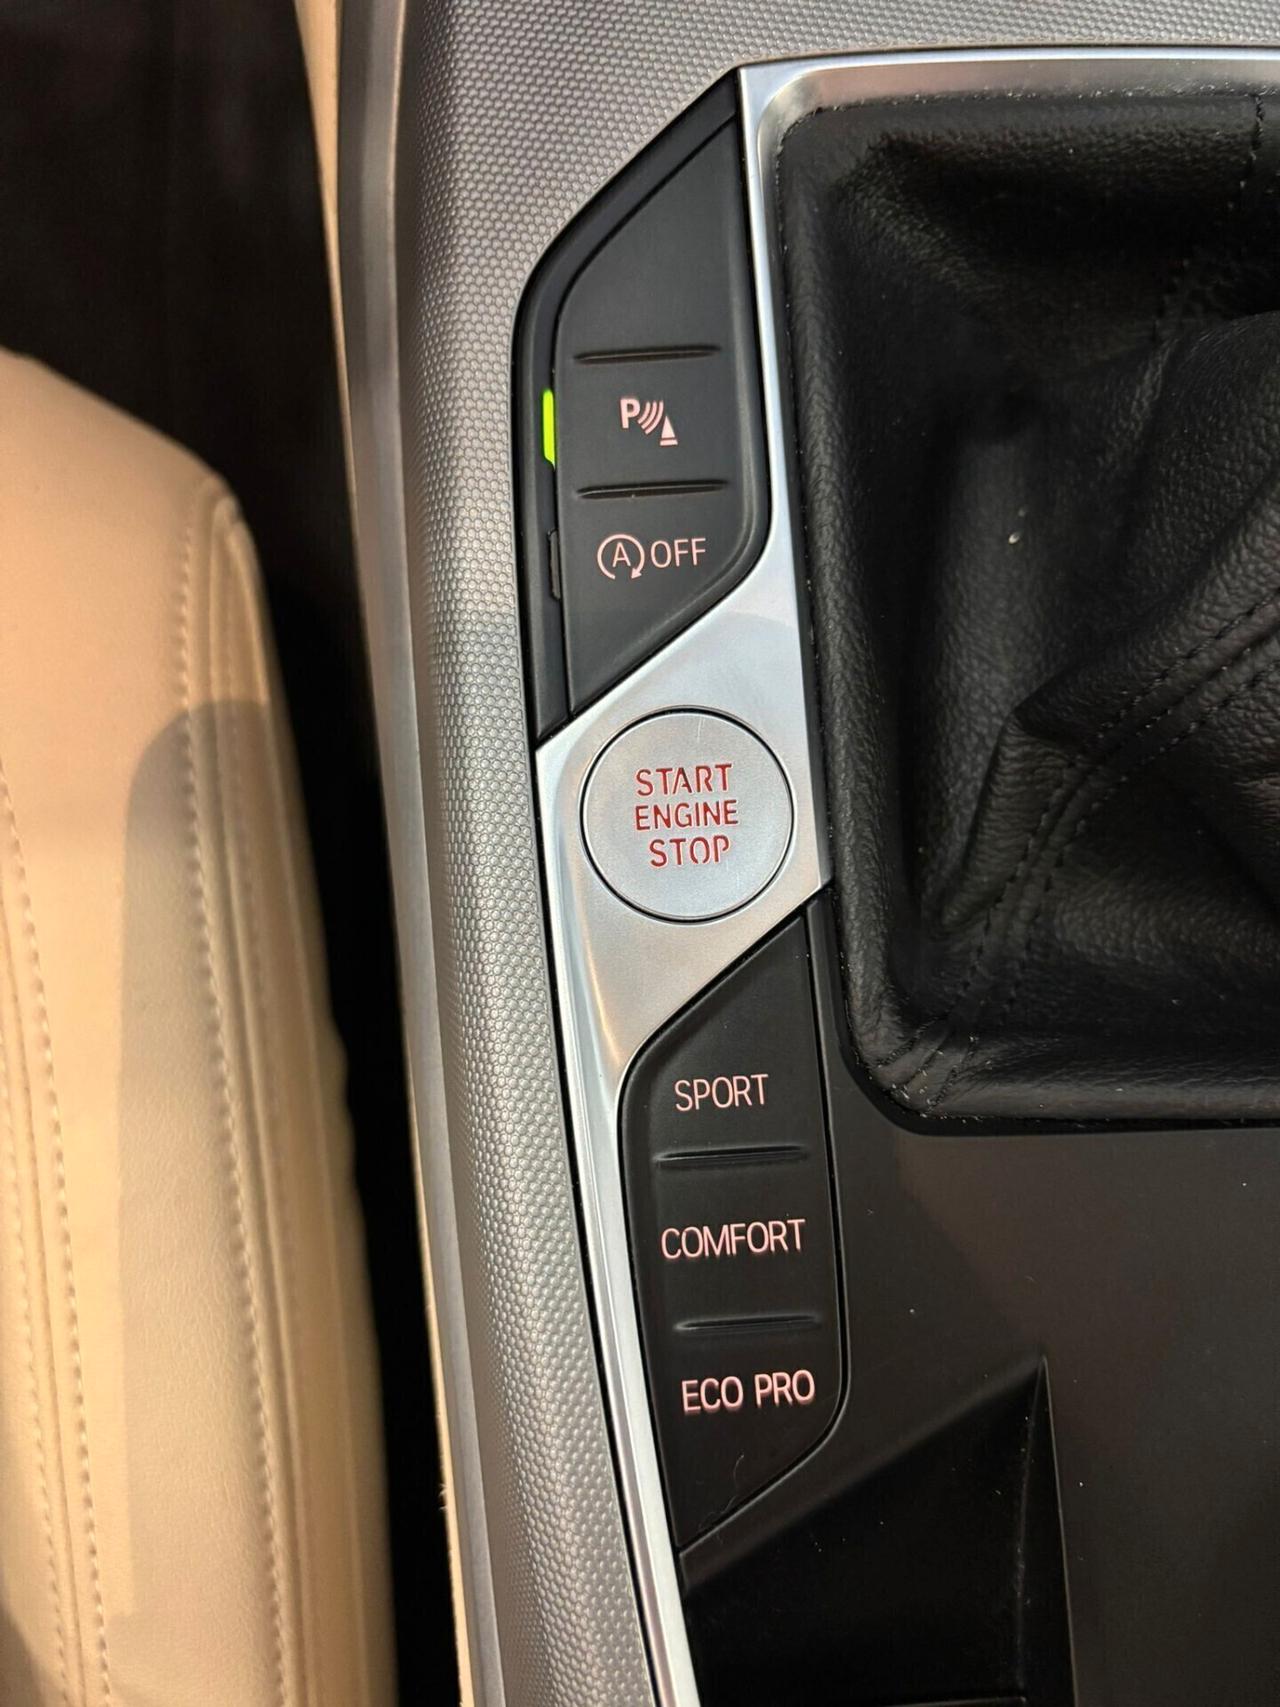 P
A OFF
START
ENGINE
STOP
SPORT
COMFORT
ECO PRO